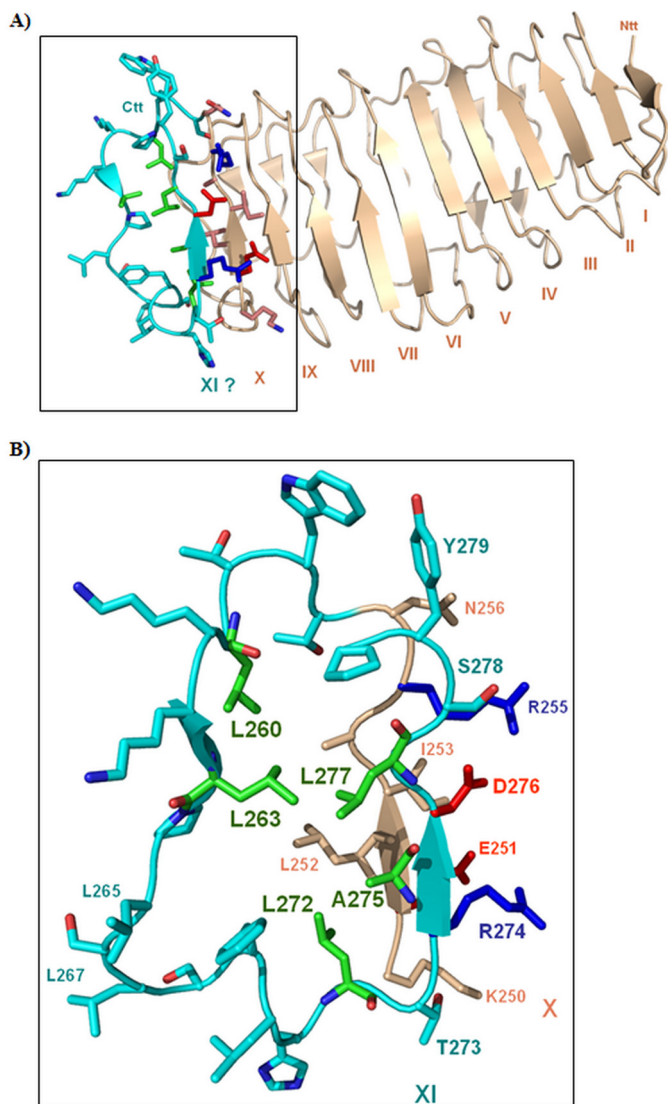 A)
Ntt
Ctt
I
II
III
IV
V
VI
VII
VIII
IX
X
XI ?
B)
Y279
N256
S278
R255
L260
I253
L277
D276
L263
E251
L252
A275
L265
L272
R274
L267
K250
X
T273
XI